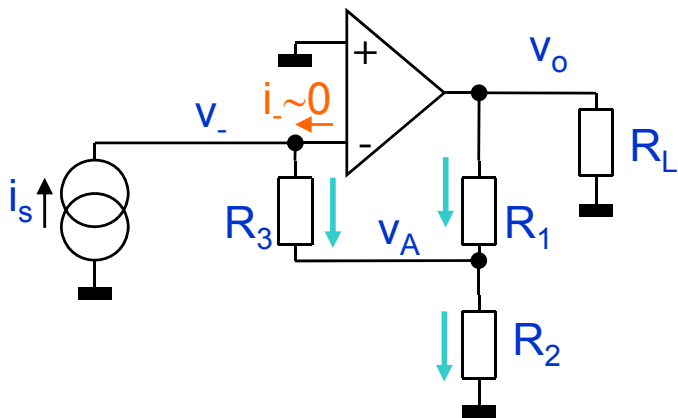 +
v_o
i_-~0
v_-
-
R_L
i_s
R_3
v_A
R_1
R_2